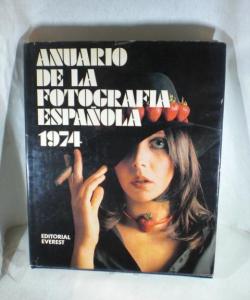 ANUARIO
DE LA
FOTOGRAFIA
ESPAÑOLA
1974
EDITORIAL
EVEREST